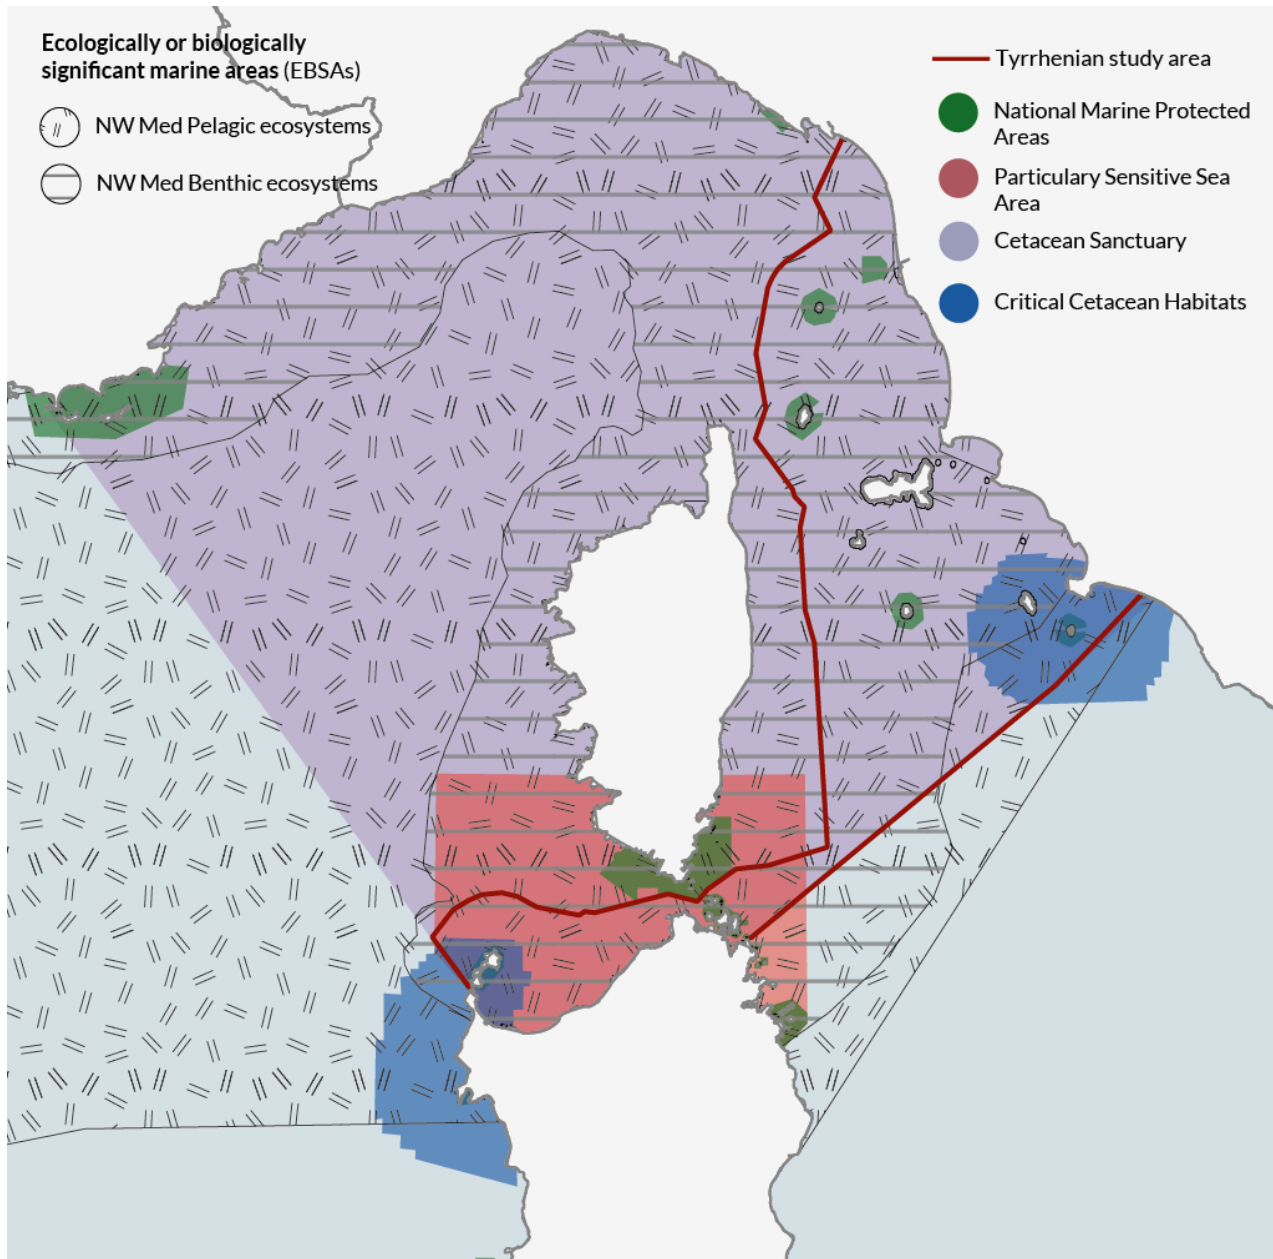 Ecologically or biologically
significant marine areas (EBSAs)
NW Med Pelagic ecosystems
NW Med Benthic ecosystems
Tyrrhenian study area
National Marine Protected
Areas
Particulary Sensitive Sea
Area
Cetacean Sanctuary
Critical Cetacean Habitats